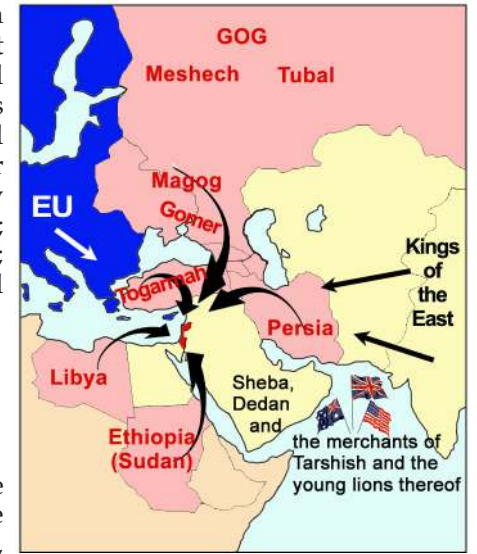 GOG
Meshech Tubal
Magog
Gomer
EU
Togarmah
Kings
of
the
East
Persia
Libya
Sheba,
Dedan
and
the merchants of
Tarshish and the
young lions thereof
Ethiopia
(Sudan)